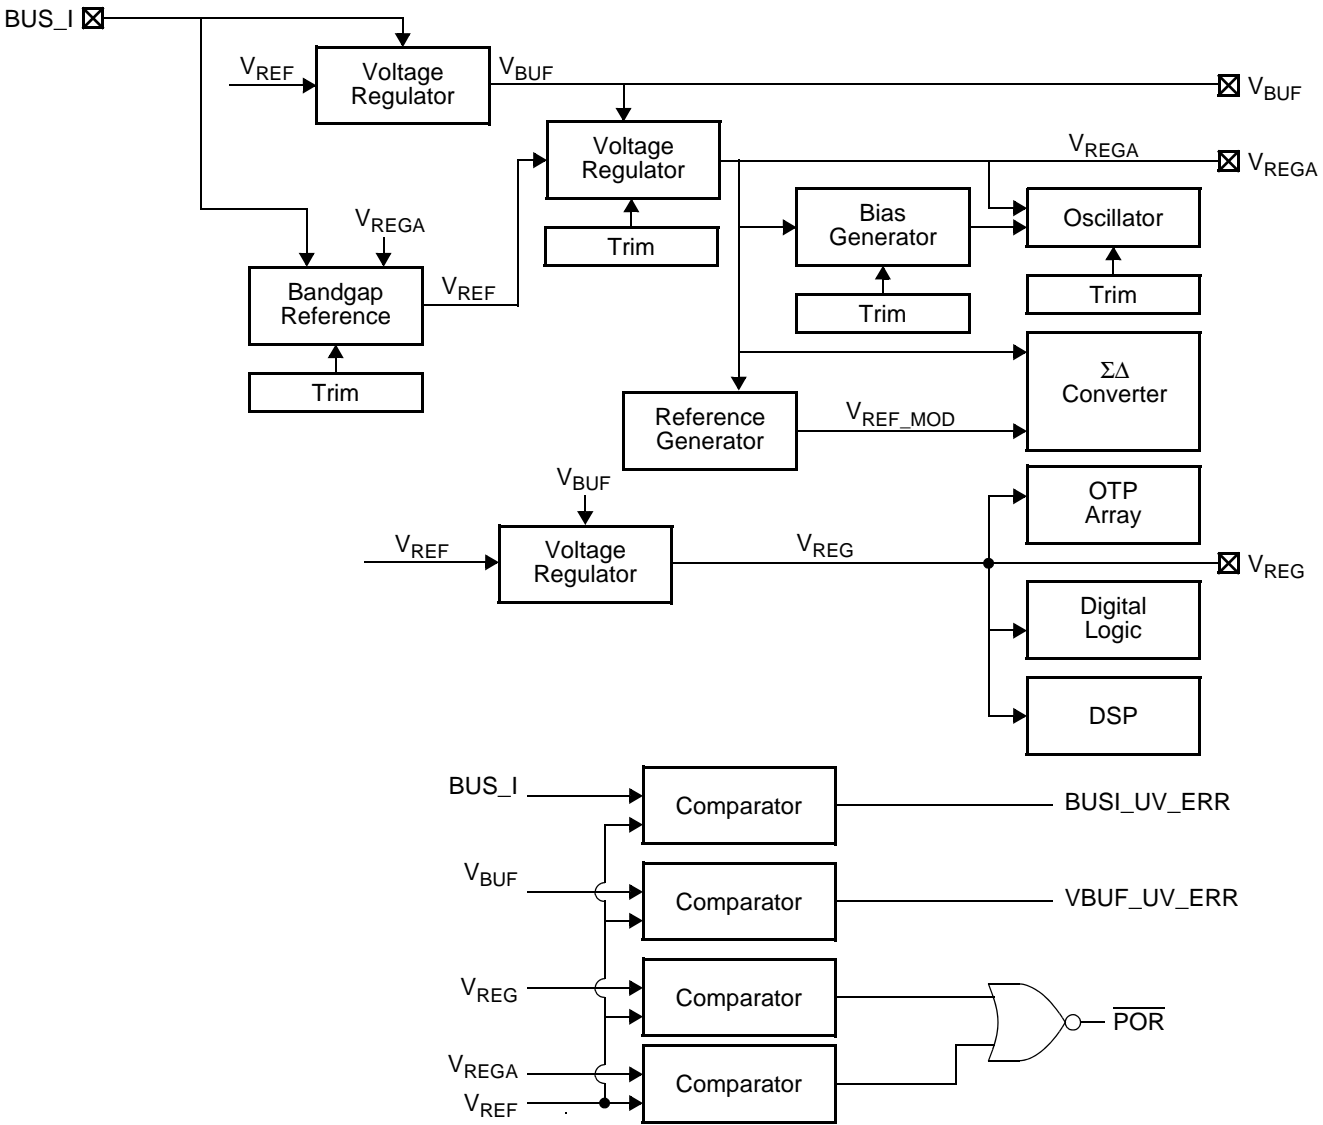 BUS_I
VREF
Voltage
Regulator
VBUF
VBUF
Voltage
Regulator
VREGA
VREGA
Trim
Bias
Generator
Oscillator
Trim
Trim
VREGA
Bandgap
Reference
VREF
Trim
ΣΔ
Converter
Reference
Generator
VREF_MOD
VBUF
VREF
Voltage
Regulator
VREG
OTP
Array
VREG
Digital
Logic
DSP
BUS_I
Comparator
BUSI_UV_ERR
VBUF
Comparator
VBUF_UV_ERR
VREG
Comparator
POR
VREGA
Comparator
VREF